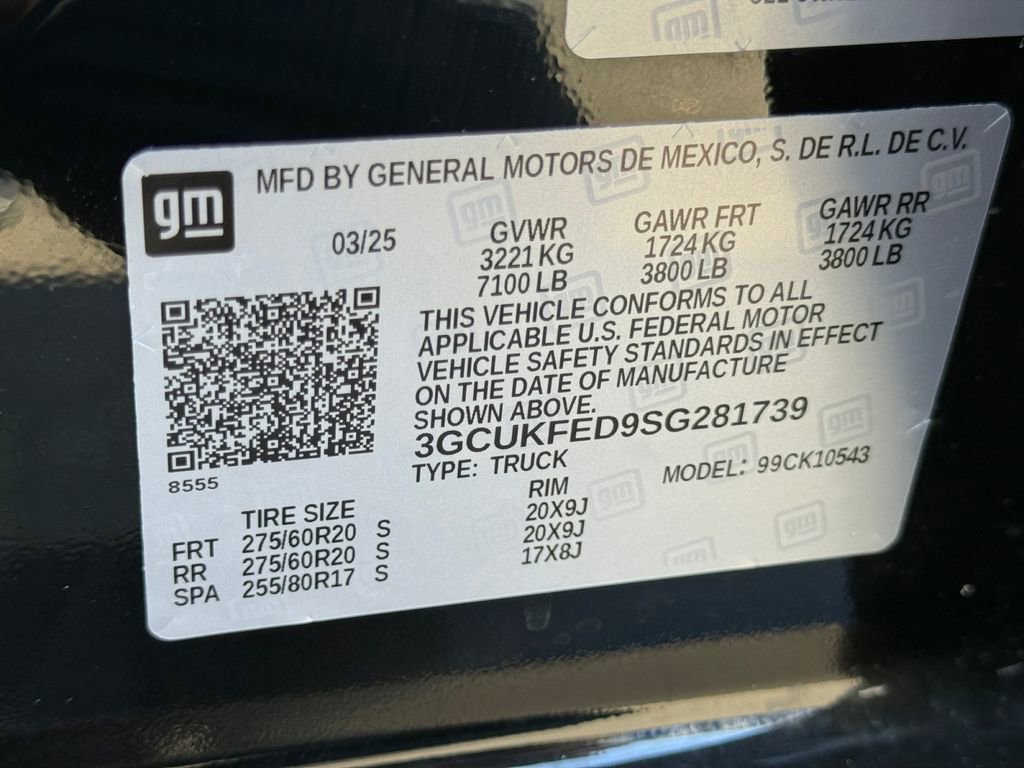 gm
MFD BY GENERAL MOTORS DE MEXICO, S. DE R.L. DE C.V.
03/25
GVWR
3221 KG
7100 LB
GAWR FRT
1724 KG
3800 LB
GAWR RR
1724 KG
3800 LB
THIS VEHICLE CONFORMS TO ALL
APPLICABLE U.S. FEDERAL MOTOR
VEHICLE SAFETY STANDARDS IN EFFECT
ON THE DATE OF MANUFACTURE
SHOWN ABOVE.
3GCUKFED9SG281739
TYPE: TRUCK MODEL: 99CK10543
8555
TIRE SIZE RIM
FRT 275/60R20 S 20X9J
RR 275/60R20 S 20X9J
SPA 255/80R17 S 17X8J